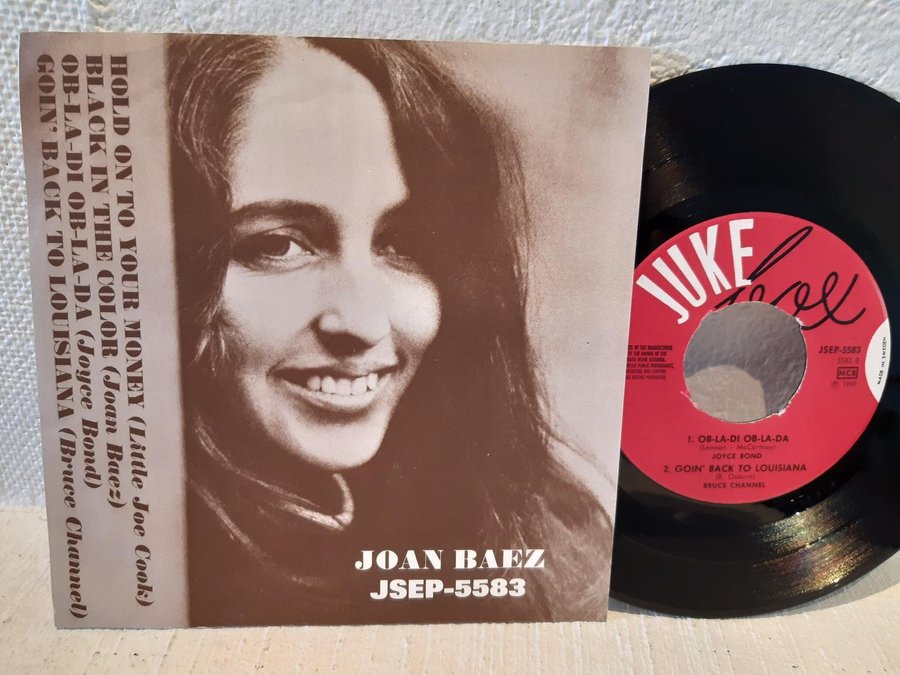 HOLD ON TO YOUR MONEY (Little Joe Cook)
BLACK IN THE COLOR (Joan Baez)
OB-LA-DI OB-LA-DA (Joyce Bond)
GOIN' BACK TO LOUISIANA (Bruce Channel)
JOAN BAEZ
JSEP-5583
JUKE
box
JSEP-5583
5583 B
NCB
MADE IN SWEDEN
1. OB-LA-DI OB-LA-DA
(Lennon - McCartney)
JOYCE BOND
2. GOIN' BACK TO LOUISIANA
BRUCE CHANNEL